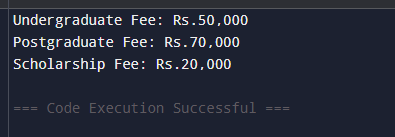 Undergraduate Fee: Rs.50,000
Postgraduate Fee: Rs.70,000
Scholarship Fee: Rs.20,000
=== Code Execution Successful ===